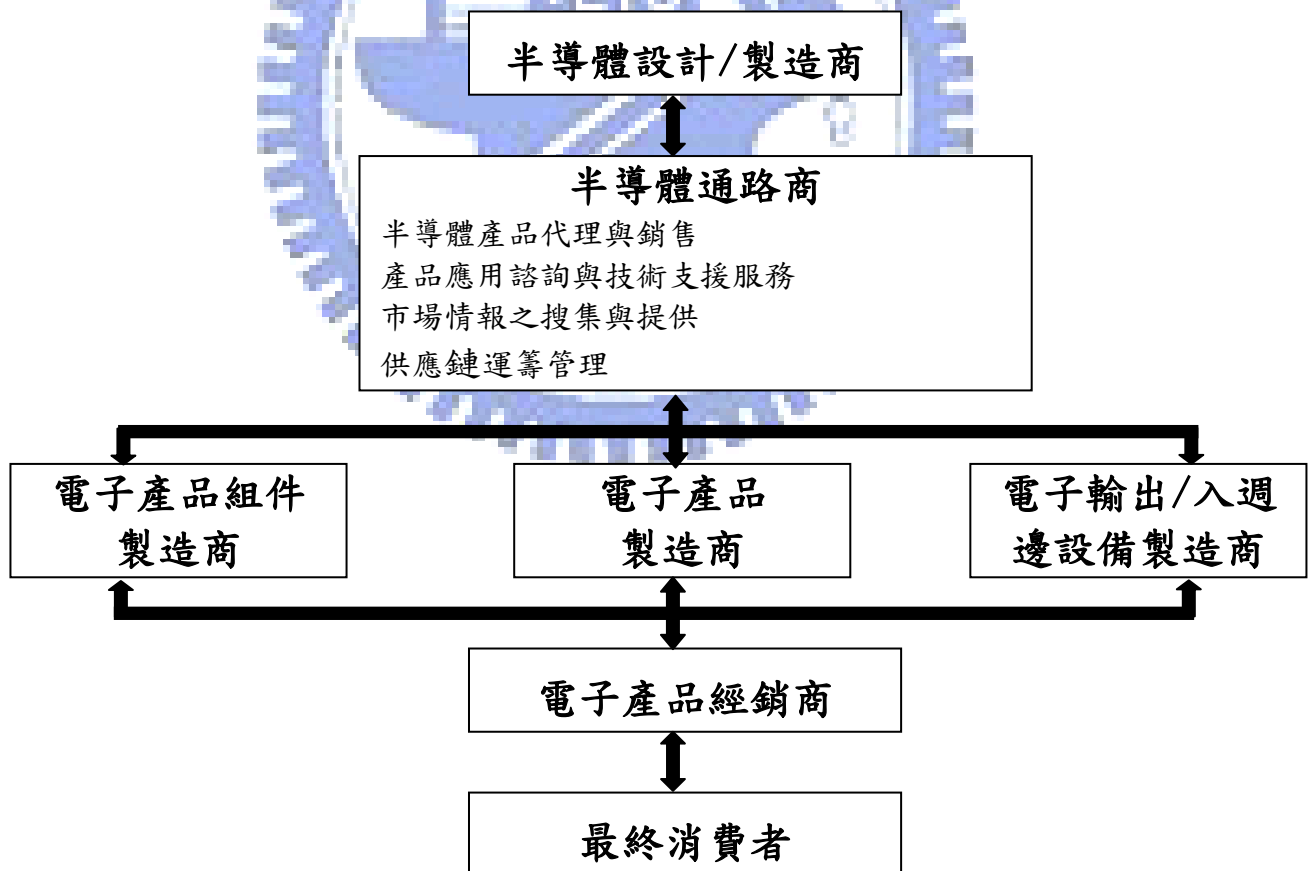 半導體設計/製造商
半導體通路商
半導體產品代理與銷售
產品應用諮詢與技術支援服務
市場情報之搜集與提供
供應鏈運籌管理
電子產品組件
製造商
電子產品
製造商
電子輸出/入週
邊設備製造商
電子產品經銷商
最終消費者